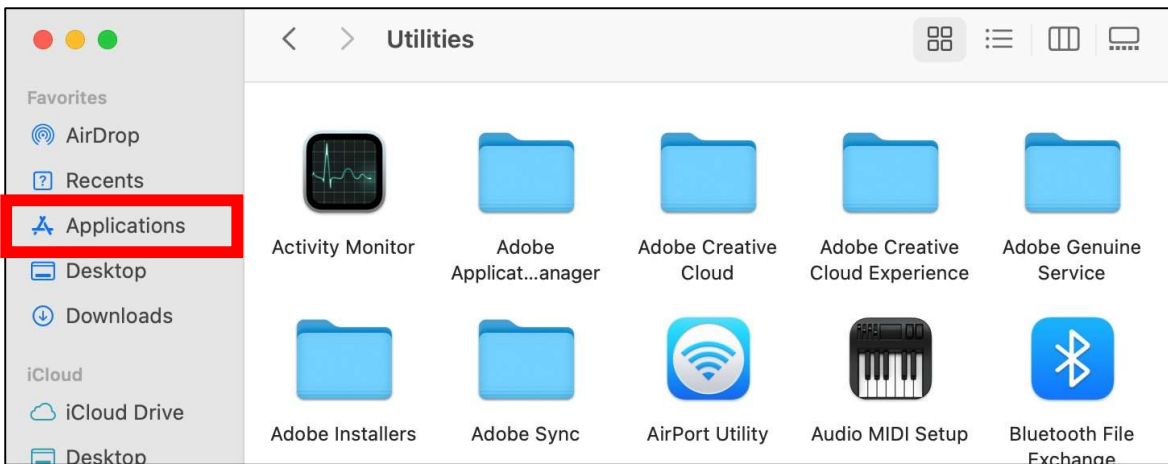 Utilities
Favorites
AirDrop
Recents
Applications
Desktop
Downloads
iCloud
iCloud Drive
Desktop
Activity Monitor
Adobe
Applicat...anager
Adobe Creative
Cloud
Adobe Creative
Cloud Experience
Adobe Genuine
Service
Adobe Installers
Adobe Sync
AirPort Utility
Audio MIDI Setup
Bluetooth File
Exchange